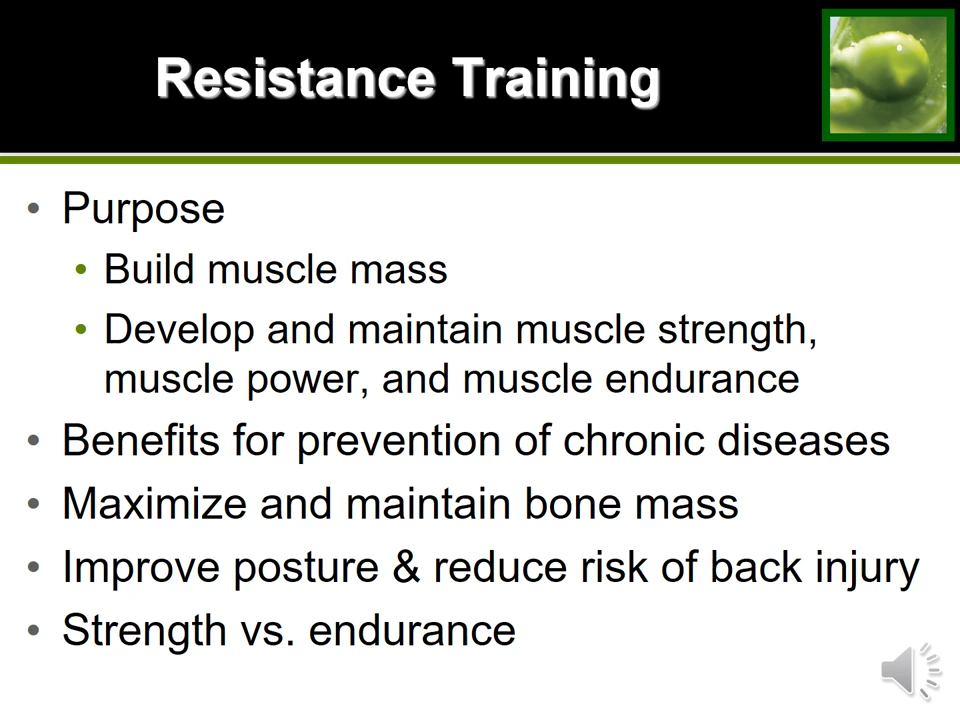 Resistance Training
• Purpose
• Build muscle mass
• Develop and maintain muscle strength,
muscle power, and muscle endurance
• Benefits for prevention of chronic diseases
• Maximize and maintain bone mass
• Improve posture & reduce risk of back injury
• Strength vs. endurance